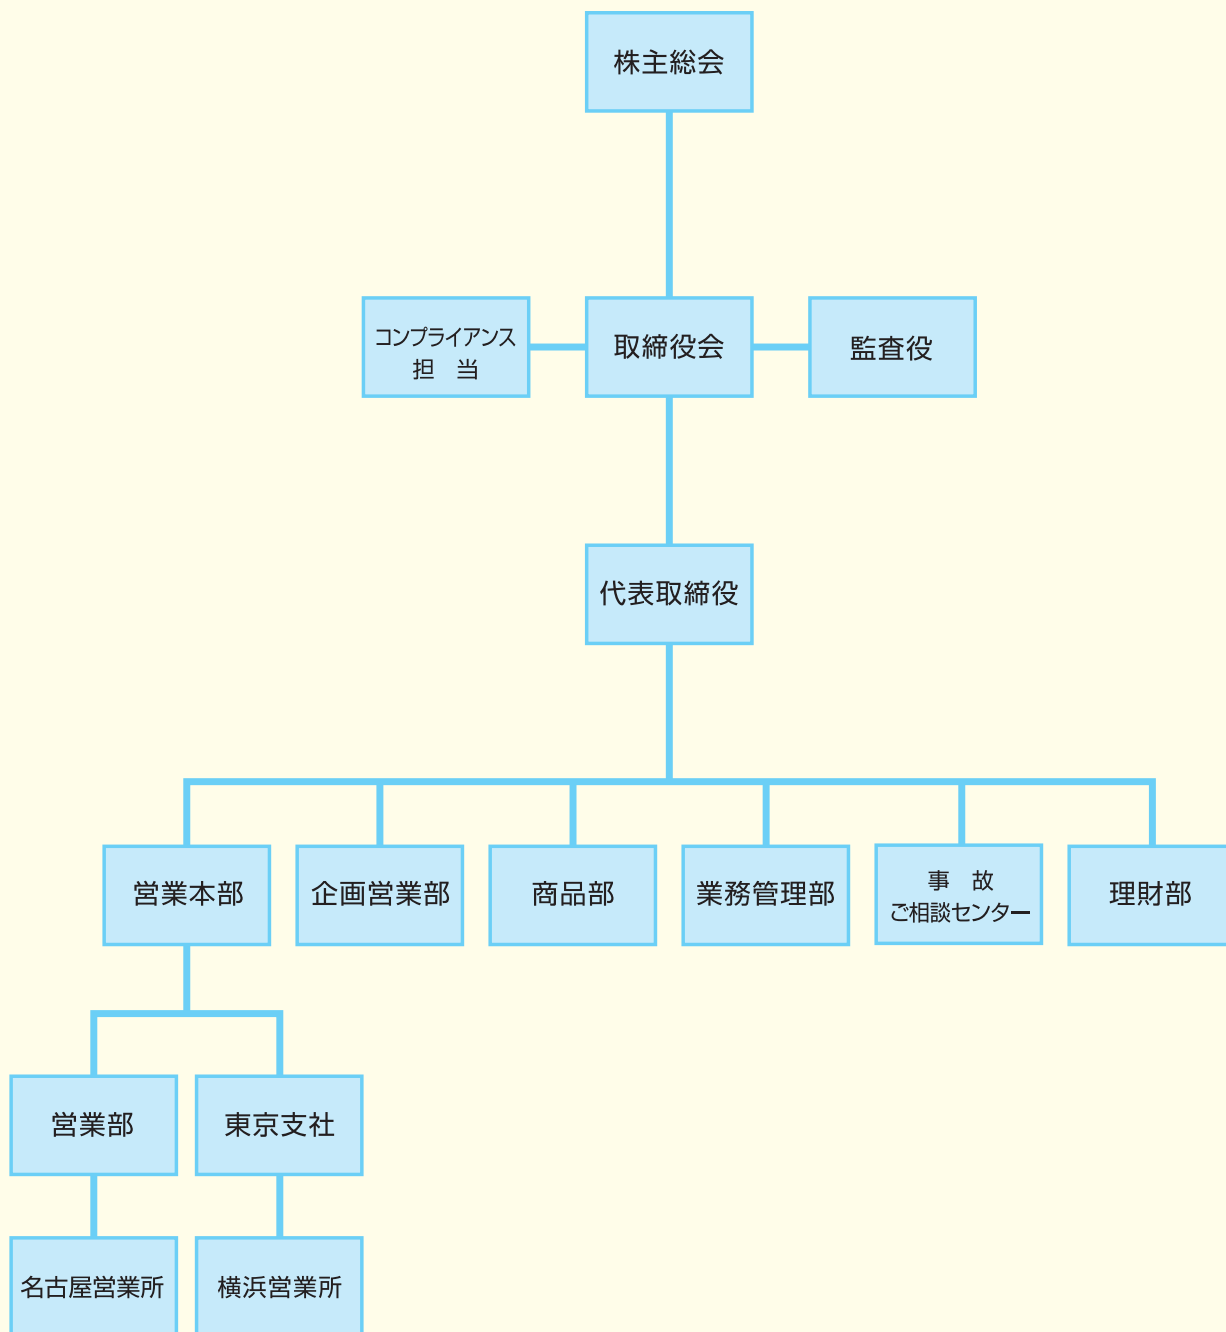 株主総会
コンプライアンス
担　当
取締役会
監査役
代表取締役
営業本部
企画営業部
商品部
業務管理部
事　故
ご相談センター
理財部
営業部
東京支社
名古屋営業所
横浜営業所